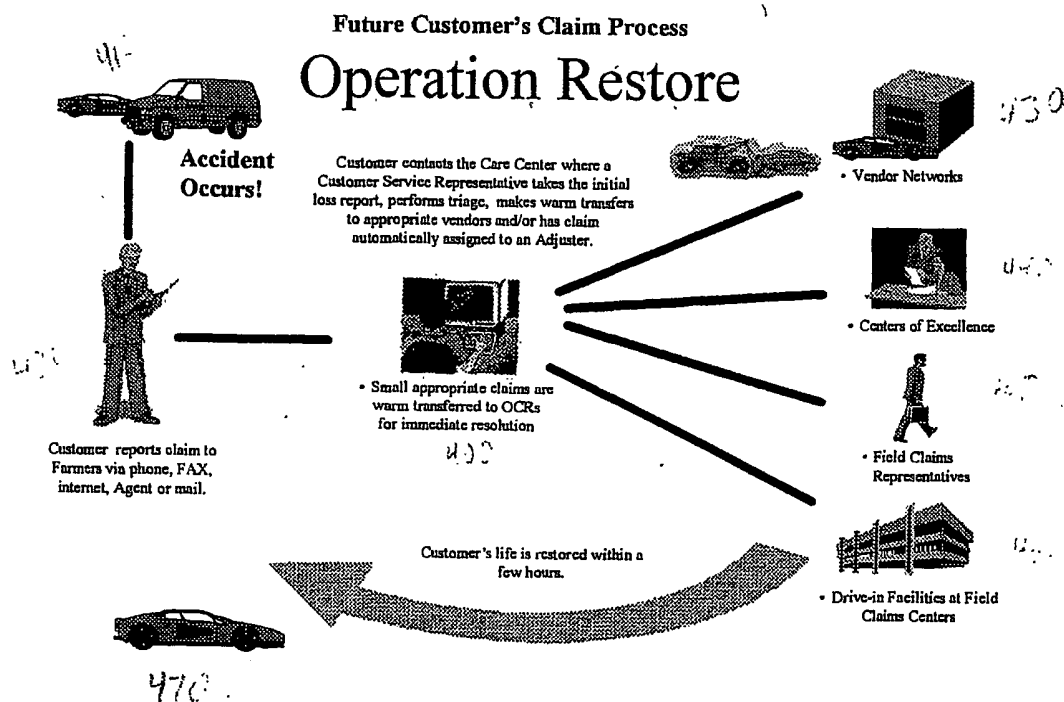 Future Customer's Claim Process
Operation Restore
Accident
Occurs!
Customer contacts the Care Center where a
Customer Service Representative takes the initial
loss report, performs triage, makes warm transfers
to appropriate vendors and/or has claim
automatically assigned to an Adjuster.
430
• Vendor Networks
• Centers of Excellence
• Small appropriate claims are
warm transferred to OCRs
for immediate resolution
Customer reports claim to
Farmers via phone, FAX,
internet, Agent or mail.
• Field Claims
Representatives
Customer's life is restored within a
few hours.
• Drive-in Facilities at Field
Claims Centers
470